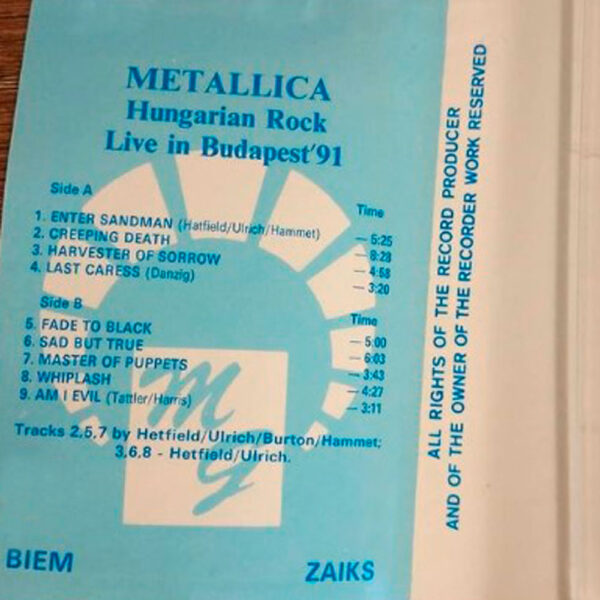 METALLICA
Hungarian Rock
Live in Budapest'91
Side A Time
1. ENTER SANDMAN (Hatfield/Ulrich/Hammet) — 5:25
2. CREEPING DEATH — 8:28
3. HARVESTER OF SORROW — 4:58
4. LAST CARESS (Danzig) — 3:20
Side B Time
5. FADE TO BLACK — 5:00
6. SAD BUT TRUE — 6:03
7. MASTER OF PUPPETS — 3:43
8. WHIPLASH — 4:27
9. AM I EVIL (Tattler/Harris) — 3:11
Tracks 2,5,7 by Hetfield/Ulrich/Burton/Hammet;
3,6,8 - Hetfield/Ulrich.
MG
BIEM ZAIKS
ALL RIGHTS OF THE RECORD PRODUCER
AND OF THE OWNER OF THE RECORDER WORK RESERVED